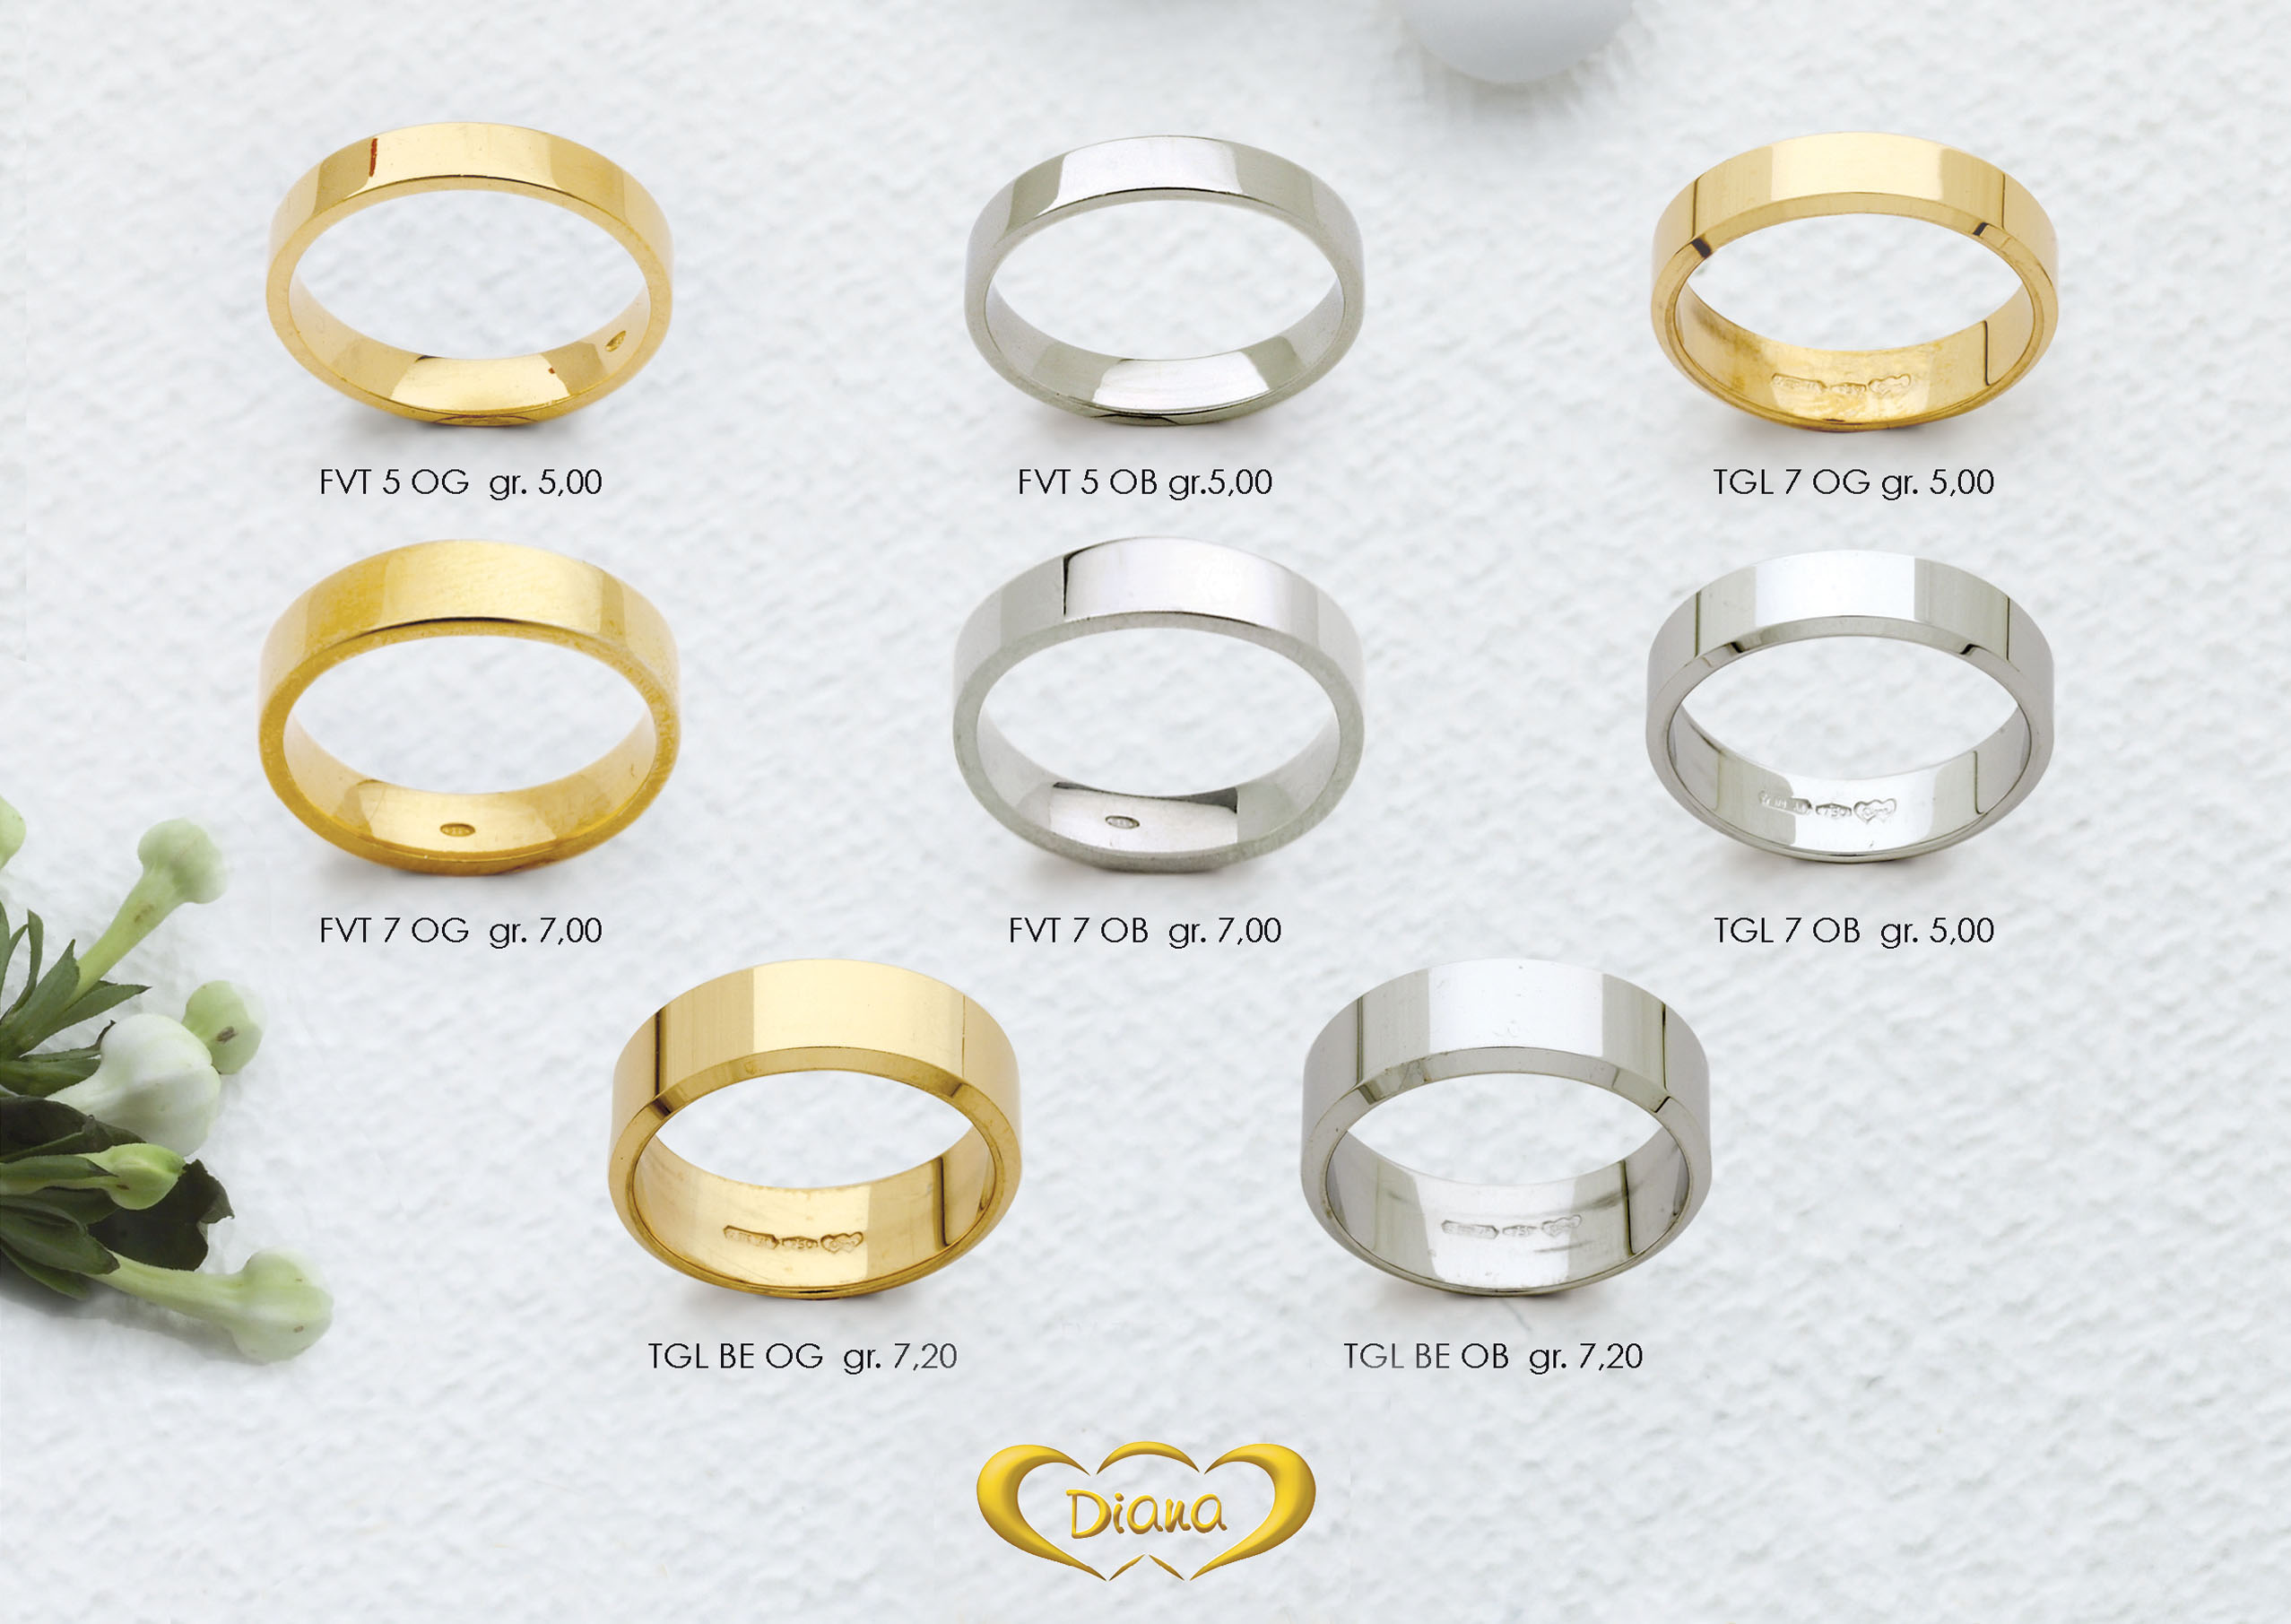 FVT 5 OG gr. 5,00
FVT 5 OB gr.5,00
TGL 7 OG gr. 5,00
FVT 7 OG gr. 7,00
FVT 7 OB gr. 7,00
TGL 7 OB gr. 5,00
TGL BE OG gr. 7,20
TGL BE OB gr. 7,20
Diana